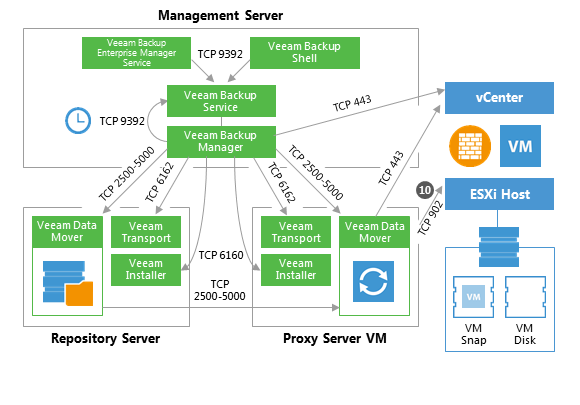 Management Server
Veeam Backup
Enterprise Manager
Service
TCP 9392
Veeam Backup
Shell
Veeam Backup
Service
TCP 9392
Veeam Backup
Manager
TCP 443
vCenter
VM
TCP 2500-5000
TCP 6162
TCP 6162
TCP 2500-5000
TCP 443
10
TCP 902
ESXi Host
Veeam Data
Mover
Veeam
Transport
Veeam
Installer
TCP 6160
TCP
2500-5000
Veeam
Transport
Veeam
Installer
Veeam Data
Mover
VM
VM
Snap
VM
Disk
Repository Server
Proxy Server VM